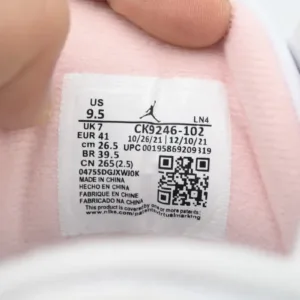 US
9.5
LN4
UK 7
EUR 41
cm 26.5
BR 39.5
CN 265(2.5)
CK9246-102
10/26/21 | 12/10/21
UPC 00195869209319
0475SDGJXWJ0K
MADE IN CHINA
HECHO EN CHINA
FABRIQUE EN CHINE
FABRICADO NA CHINA